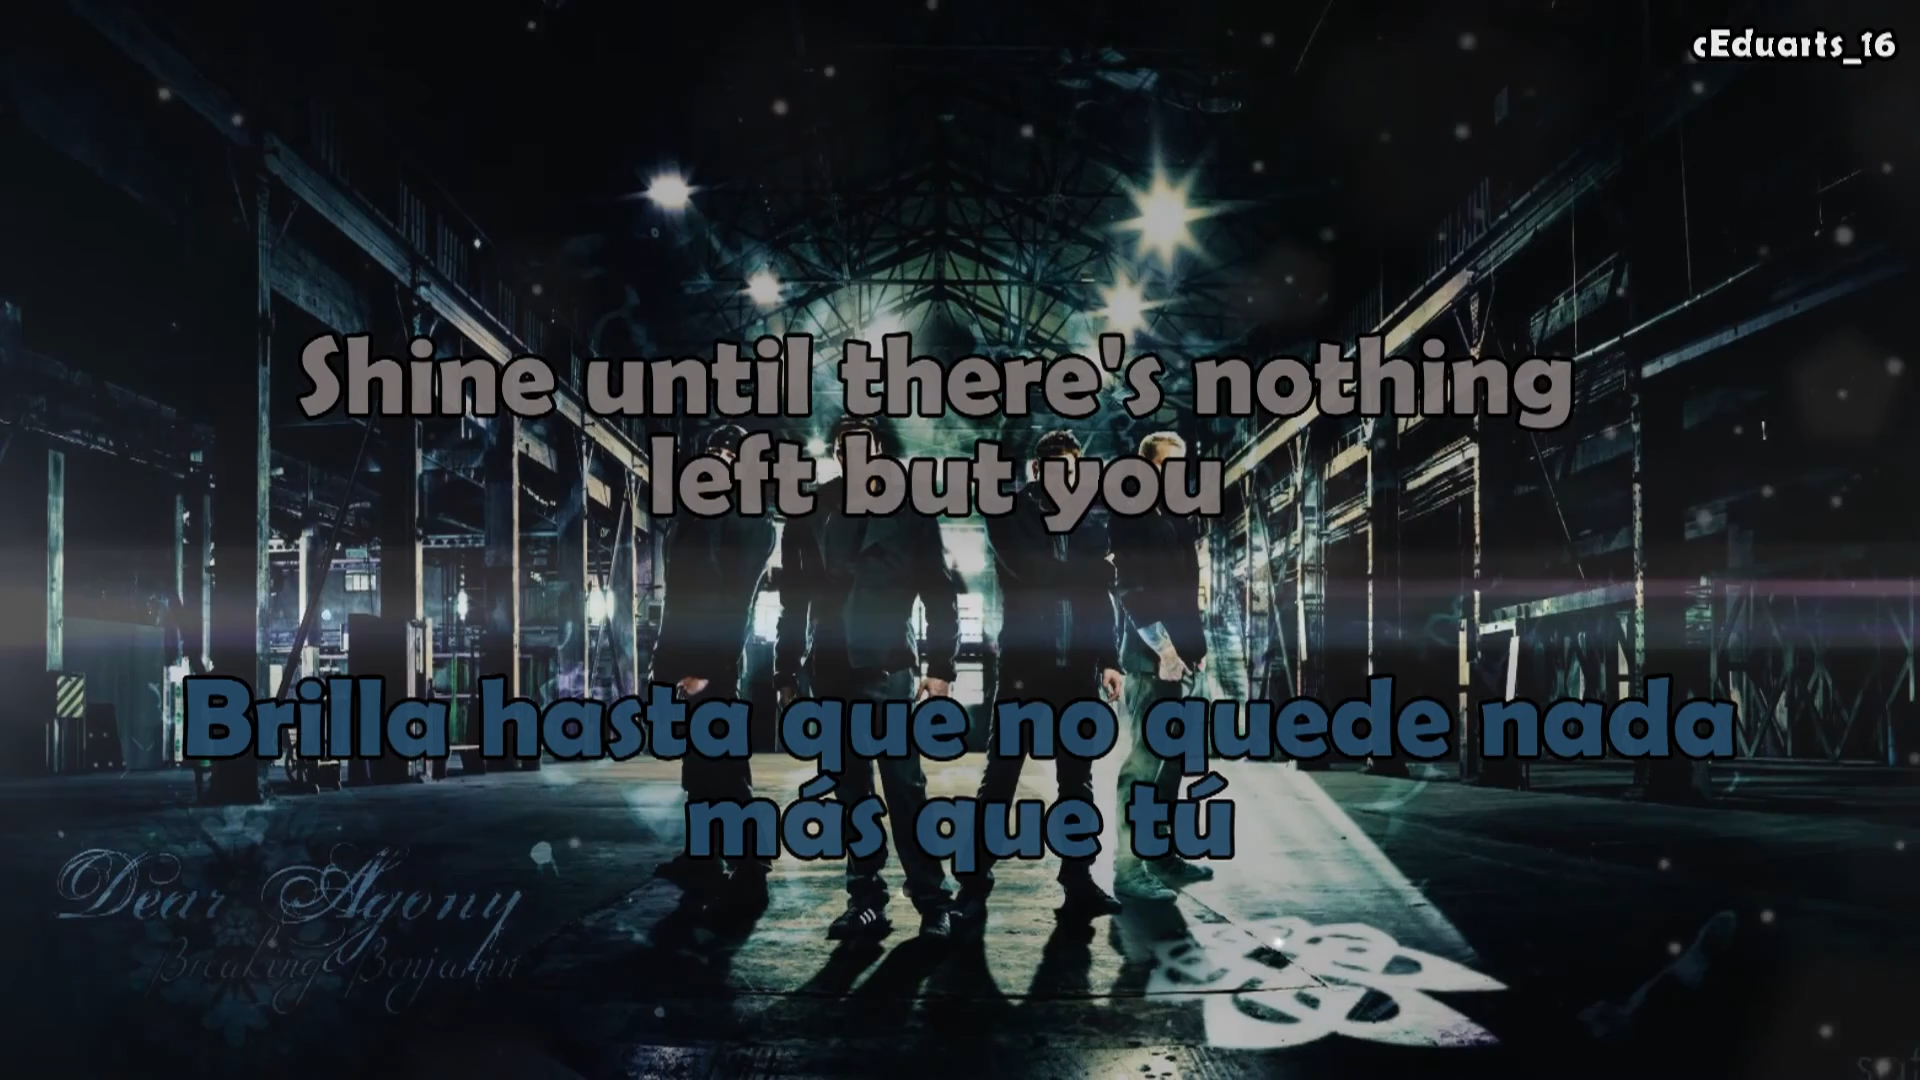 cEduarts_16
Shine until there's nothing
left but you
Brilla hasta que no quede nada
más que tú
Dear Agony
Breaking Benjamin